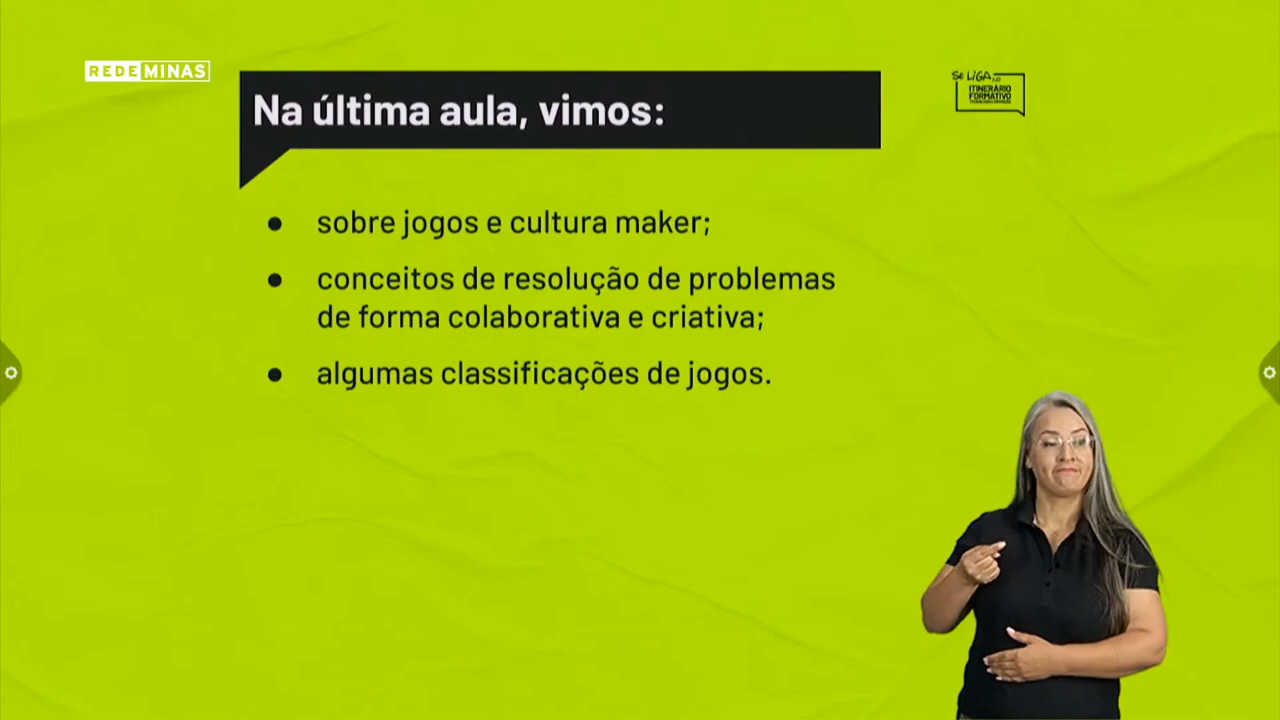 REDE MINAS
Na última aula, vimos:
SE LiGA NO
ITINERÁRIO
FORMATIVO
● sobre jogos e cultura maker;
● conceitos de resolução de problemas
de forma colaborativa e criativa;
● algumas classificações de jogos.